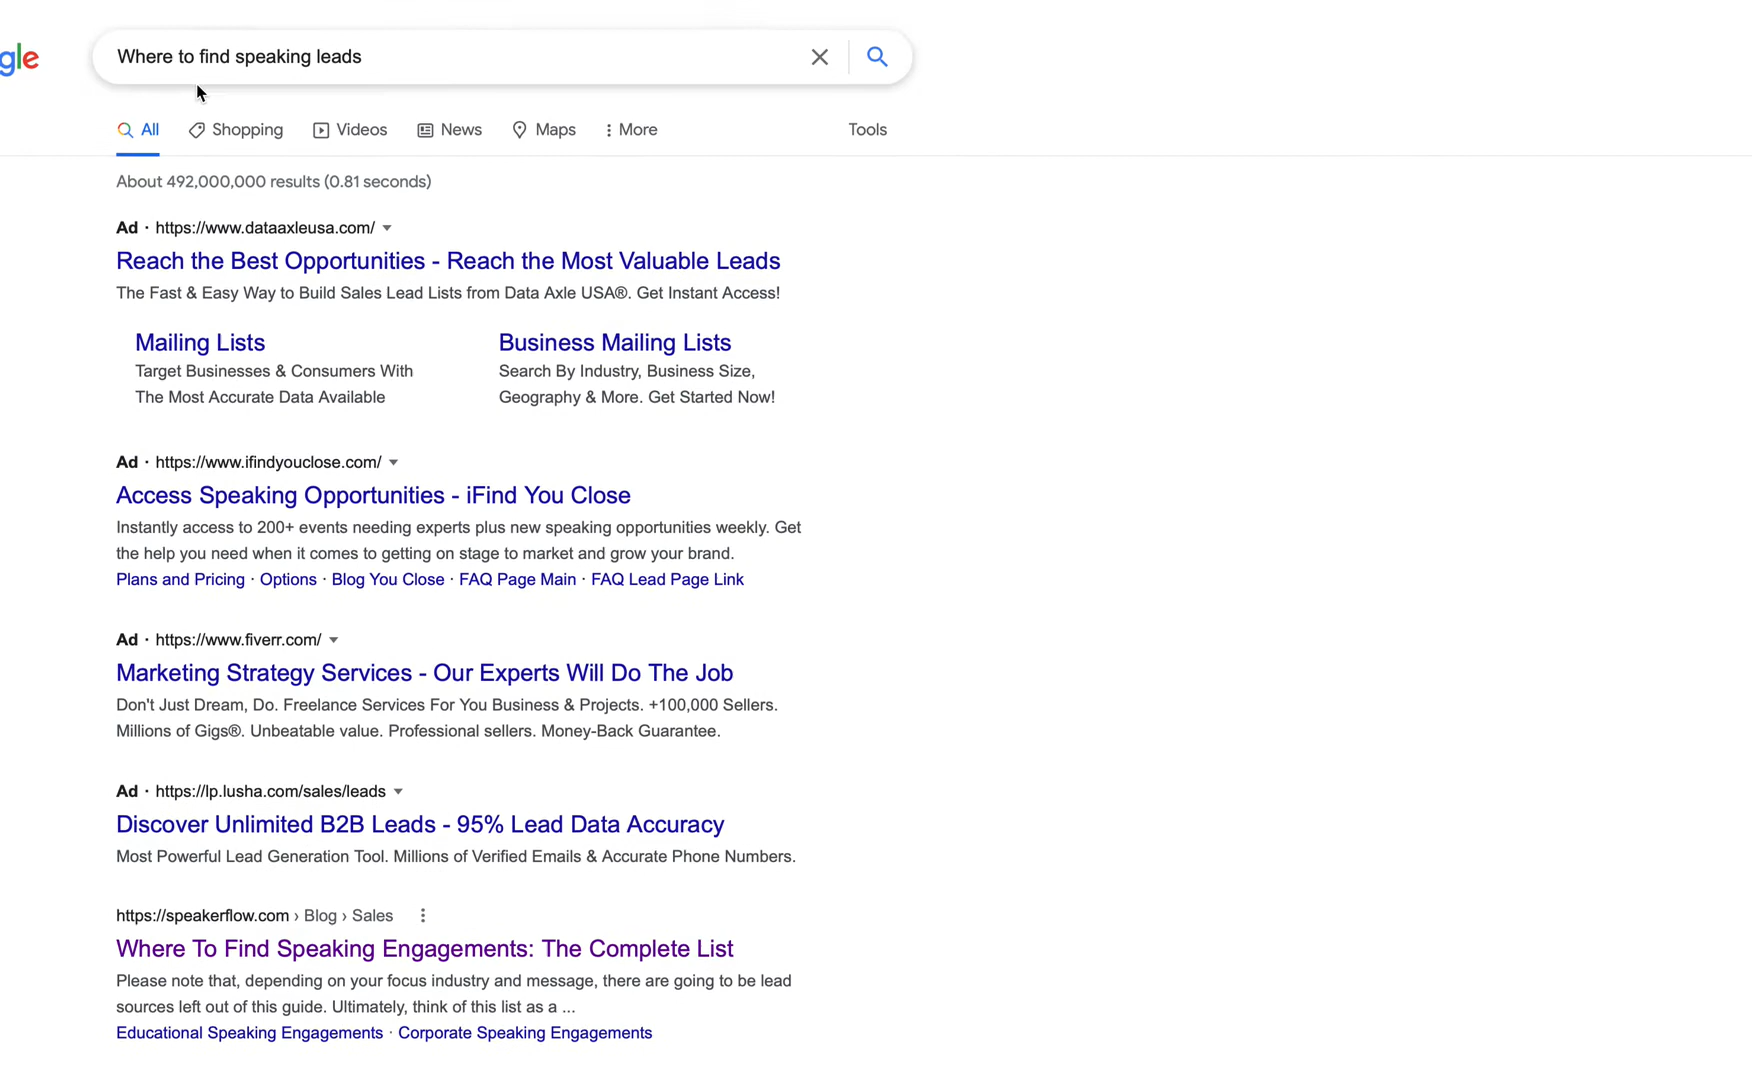 gle
Where to find speaking leads
All Shopping Videos News Maps More Tools
About 492,000,000 results (0.81 seconds)
Ad · https://www.dataaxleusa.com/
Reach the Best Opportunities - Reach the Most Valuable Leads
The Fast & Easy Way to Build Sales Lead Lists from Data Axle USA®. Get Instant Access!
Mailing Lists
Target Businesses & Consumers With
The Most Accurate Data Available
Business Mailing Lists
Search By Industry, Business Size,
Geography & More. Get Started Now!
Ad · https://www.ifindyouclose.com/
Access Speaking Opportunities - iFind You Close
Instantly access to 200+ events needing experts plus new speaking opportunities weekly. Get
the help you need when it comes to getting on stage to market and grow your brand.
Plans and Pricing · Options · Blog You Close · FAQ Page Main · FAQ Lead Page Link
Ad · https://www.fiverr.com/
Marketing Strategy Services - Our Experts Will Do The Job
Don't Just Dream, Do. Freelance Services For You Business & Projects. +100,000 Sellers.
Millions of Gigs®. Unbeatable value. Professional sellers. Money-Back Guarantee.
Ad · https://lp.lusha.com/sales/leads
Discover Unlimited B2B Leads - 95% Lead Data Accuracy
Most Powerful Lead Generation Tool. Millions of Verified Emails & Accurate Phone Numbers.
https://speakerflow.com › Blog › Sales
Where To Find Speaking Engagements: The Complete List
Please note that, depending on your focus industry and message, there are going to be lead
sources left out of this guide. Ultimately, think of this list as a ...
Educational Speaking Engagements · Corporate Speaking Engagements